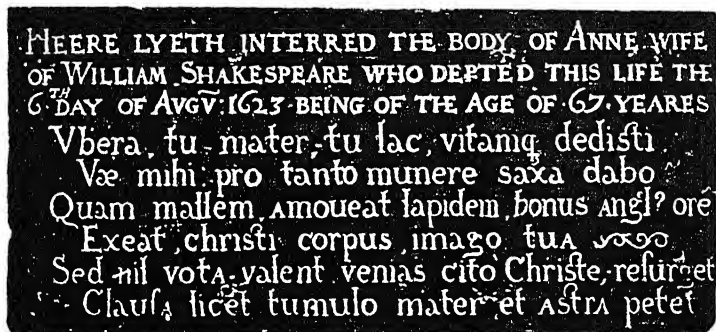 HEERE LYETH INTERRED THE BODY OF ANNE WIFE
OF WILLIAM SHAKESPEARE WHO DEPTED THIS LIFE THE
6TH DAY OF AVGV̄: 1623 BEING OF THE AGE OF 67 YEARES
Vbera, tu mater, tu lac, vitamq dedisti
Væ mihi: pro tanto munere saxa dabo
Quam mallem, amoueat lapidem, bonus angl? orē
Exeat, christi corpus, imago tua
Sed nil vota valent venias cito Christe, resurget
Clausa licet tumulo mater et astra petet